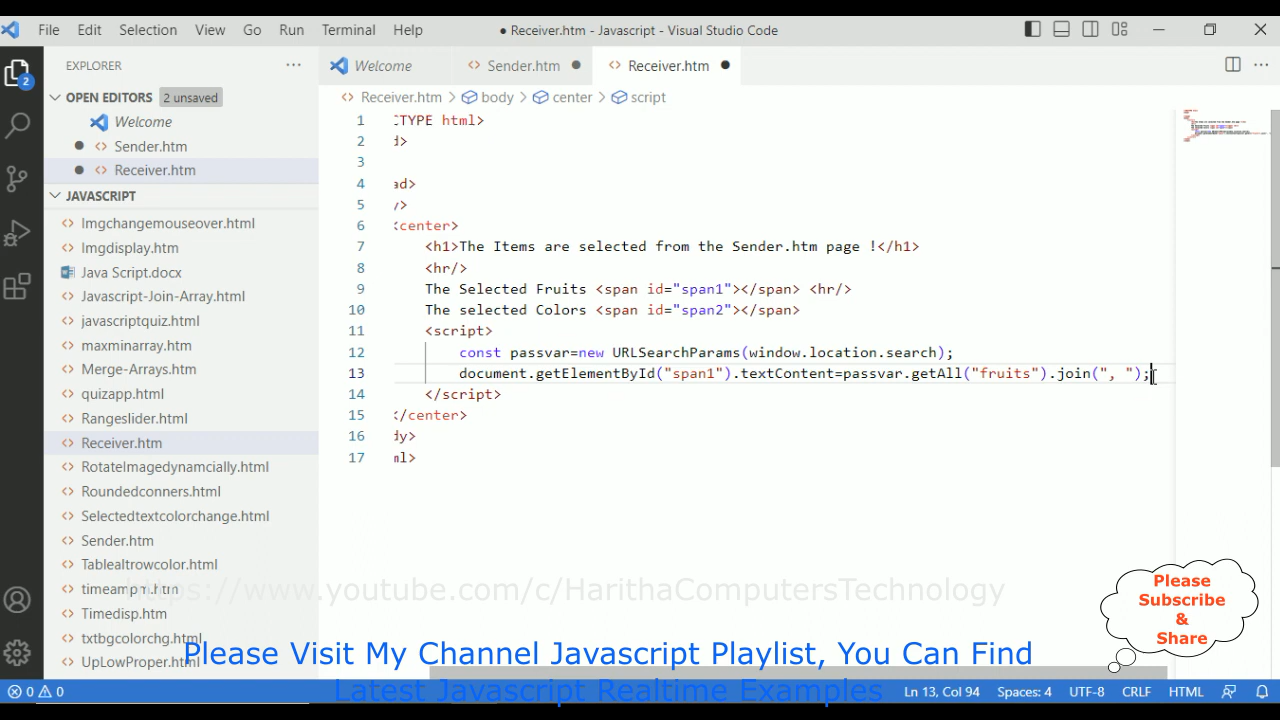 File Edit Selection View Go Run Terminal Help
● Receiver.htm - Javascript - Visual Studio Code
EXPLORER ···
Welcome Sender.htm Receiver.htm
OPEN EDITORS 2 unsaved
Receiver.htm > body > center > script
Welcome
Sender.htm
Receiver.htm
JAVASCRIPT
Imgchangemouseover.html
Imgdisplay.htm
Java Script.docx
Javascript-Join-Array.html
javascriptquiz.html
maxminarray.htm
Merge-Arrays.htm
quizapp.html
Rangeslider.htm
Receiver.htm
RotateImagedynamcially.html
Roundedconners.html
Selectedtextcolorchange.html
Sender.htm
Tablealtrowcolor.html
timeampm.htm
Timedisp.htm
txtbgcolorchg.html
UpLowProper.html
2
1 :TYPE html>
2 i>
3
4 ad>
5 />
6 <center>
7 <h1>The Items are selected from the Sender.htm page !</h1>
8 <hr/>
9 The Selected Fruits <span id="span1"></span> <hr/>
10 The selected Colors <span id="span2"></span>
11 <script>
12 const passvar=new URLSearchParams(window.location.search);
13 document.getElementById("span1").textContent=passvar.getAll("fruits").join(", ");
14 </script>
15 </center>
16 dy>
17 ml>
https://www.youtube.com/c/HarithaComputersTechnology
Please
Subscribe
&
Share
Please Visit My Channel Javascript Playlist, You Can Find
Latest Javascript Realtime Examples
0 0 Ln 13, Col 94 Spaces: 4 UTF-8 CRLF HTML